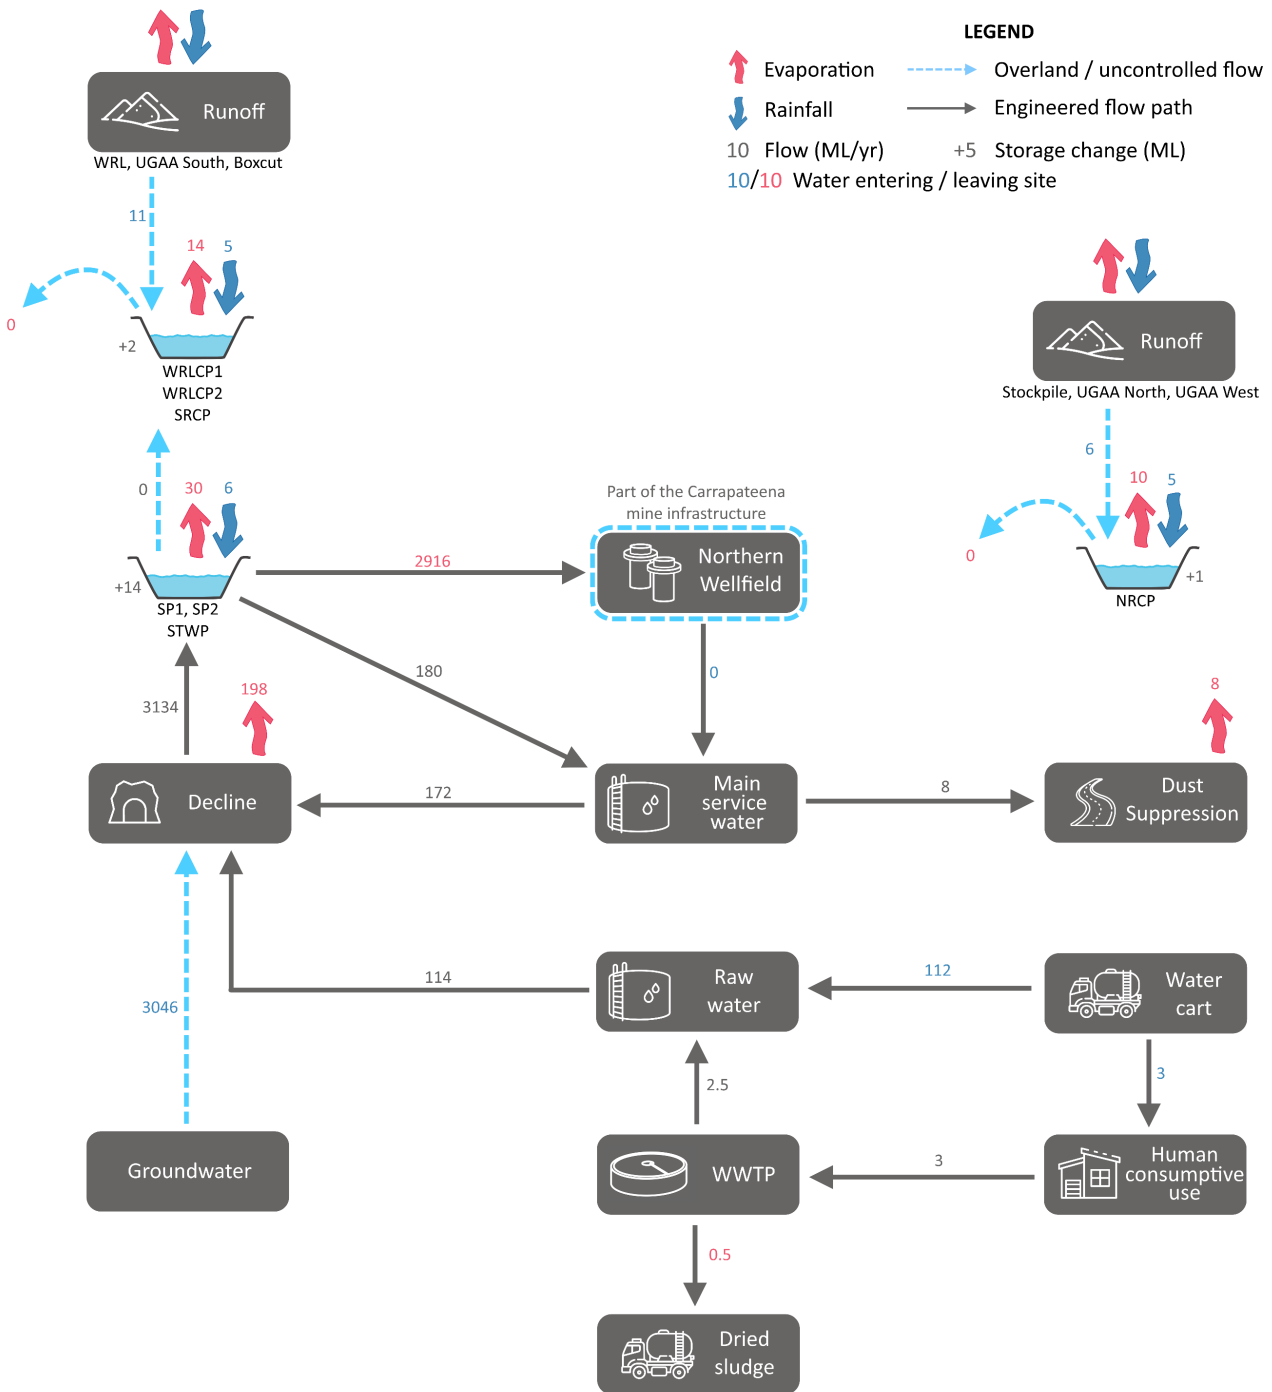 LEGEND
Evaporation
Overland / uncontrolled flow
Rainfall
Engineered flow path
10 Flow (ML/yr)
+5 Storage change (ML)
10/10 Water entering / leaving site
Runoff
WRL, UGAA South, Boxcut
11
14
5
0
+2
WRLCP1
WRLCP2
SRCP
Runoff
Stockpile, UGAA North, UGAA West
6
10
5
0
+1
NRCP
0
30
6
+14
SP1, SP2
STWP
2916
Part of the Carrapateena
mine infrastructure
Northern
Wellfield
180
0
3134
198
8
Decline
172
Main
service
water
8
Dust
Suppression
3046
114
Raw
water
112
Water
cart
2.5
3
Groundwater
WWTP
3
Human
consumptive
use
0.5
Dried
sludge